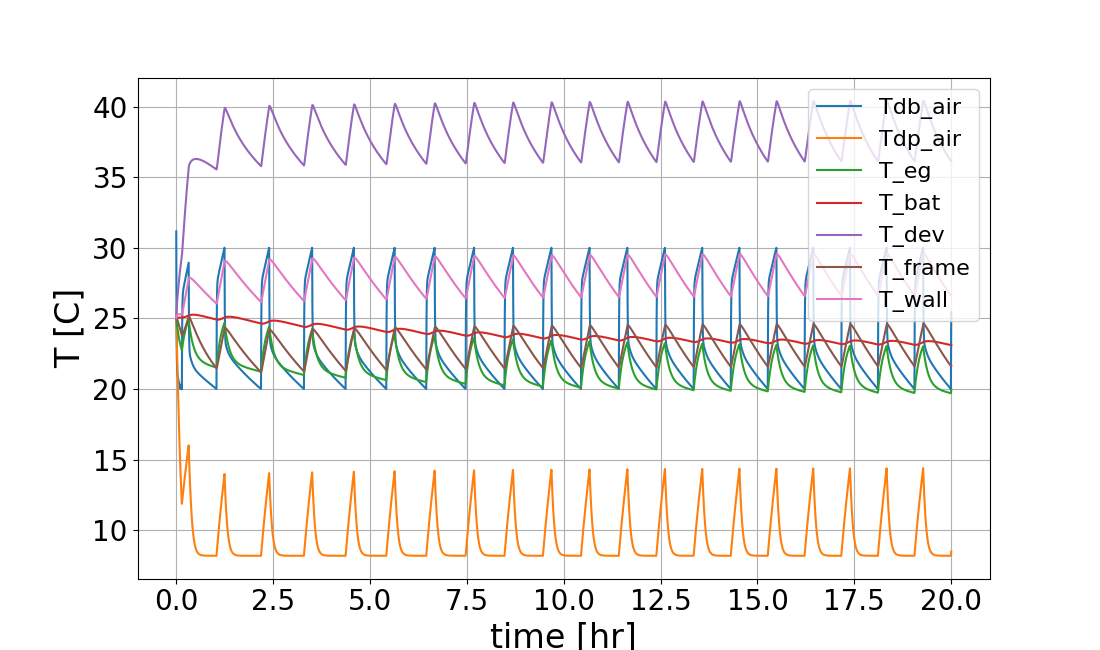 T [C]
40
35
30
25
20
15
10
Tdb_air
Tdp_air
T_eg
T_bat
T_dev
T_frame
T_wall
0.0 2.5 5.0 7.5 10.0 12.5 15.0 17.5 20.0
time [hr]